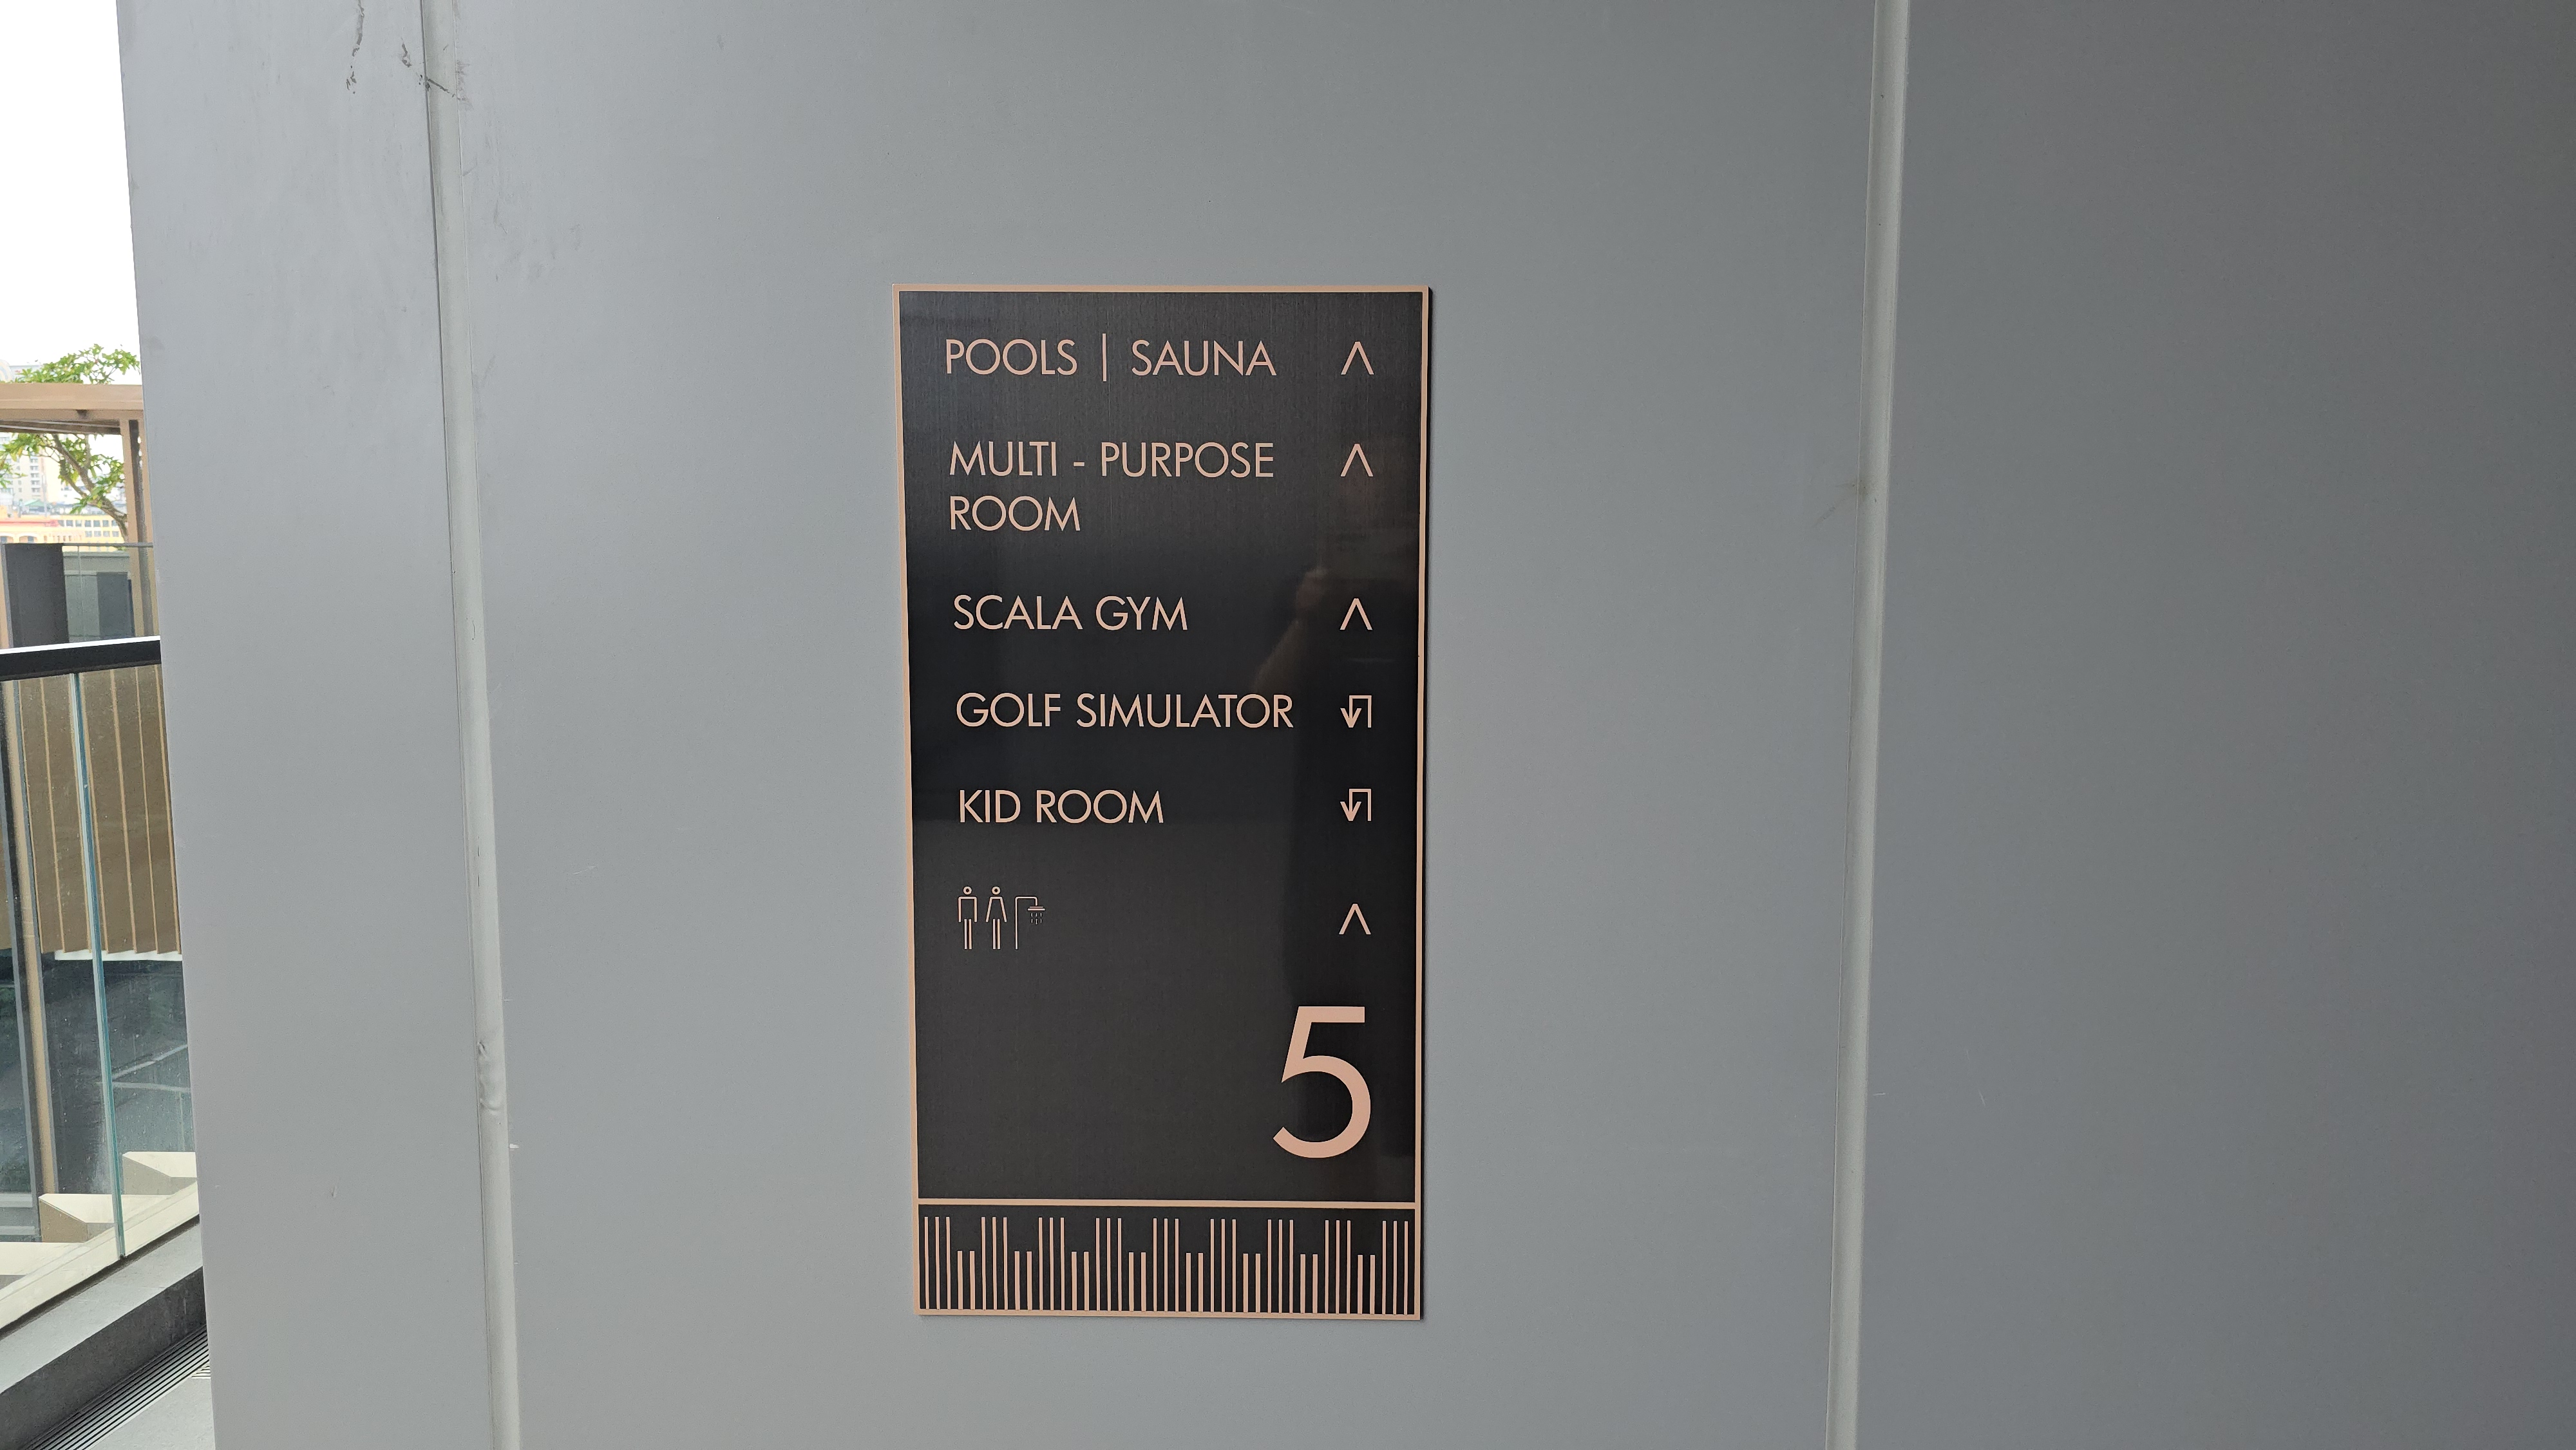 POOLS | SAUNA
MULTI - PURPOSE
ROOM
SCALA GYM
GOLF SIMULATOR
KID ROOM
5